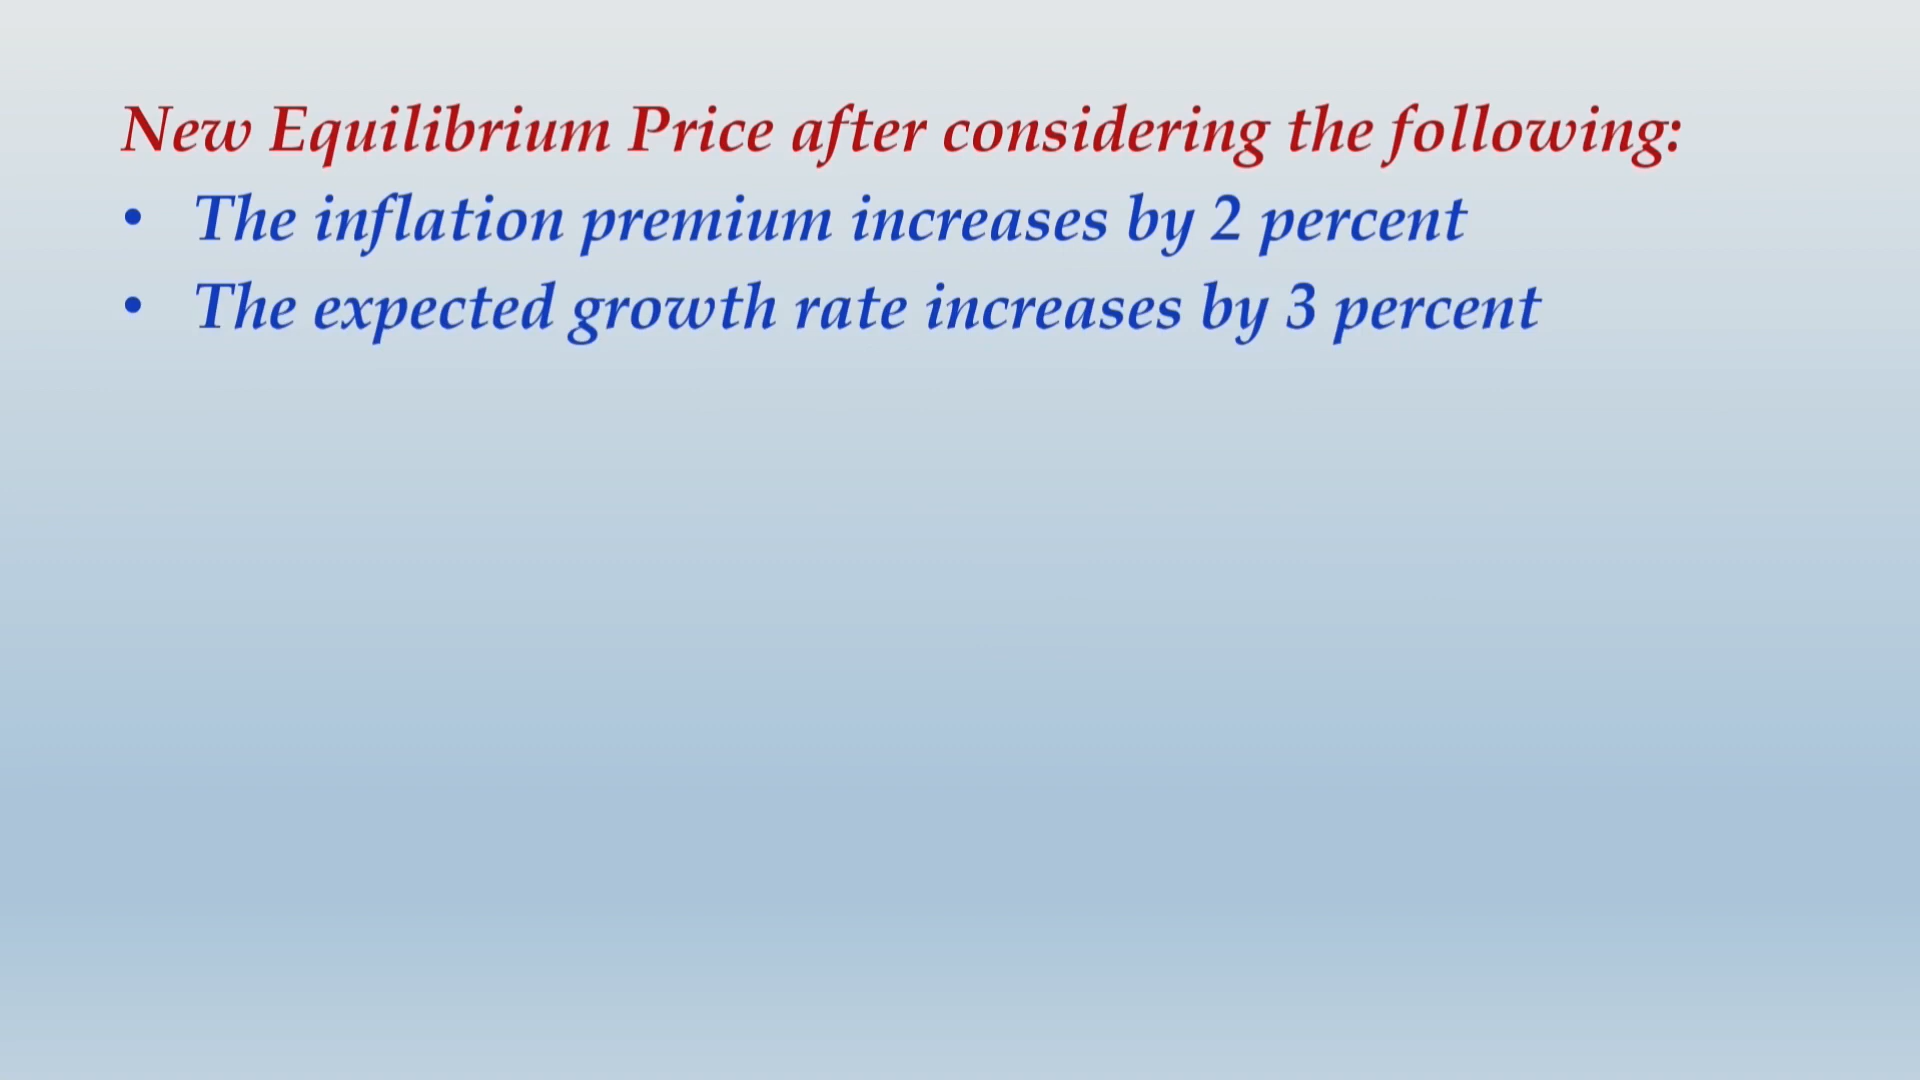 New Equilibrium Price after considering the following:
• The inflation premium increases by 2 percent
• The expected growth rate increases by 3 percent